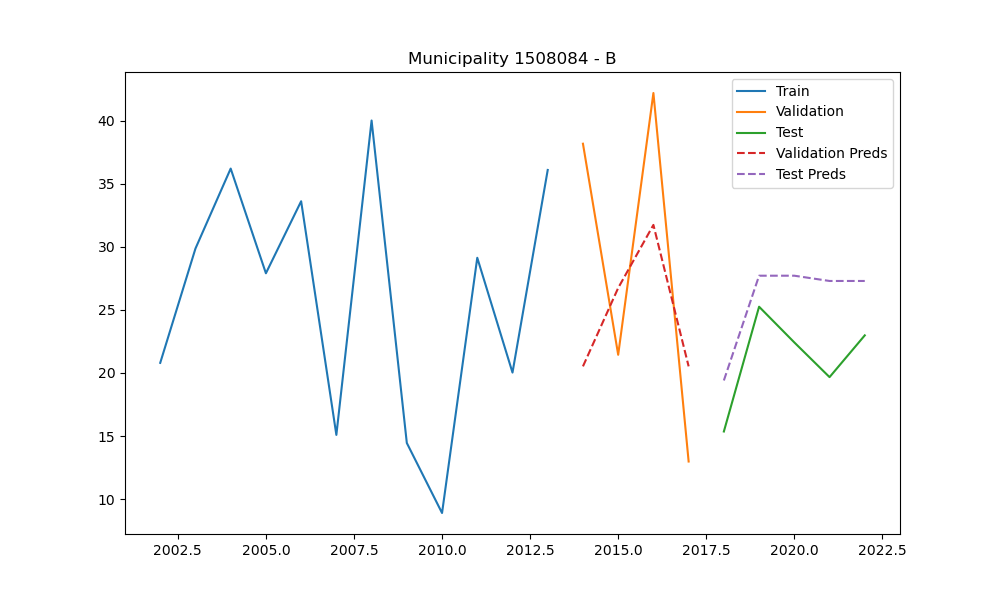 Municipality 1508084 - B
Train
Validation
Test
Validation Preds
Test Preds
40
35
30
25
20
15
10
2002.5 2005.0 2007.5 2010.0 2012.5 2015.0 2017.5 2020.0 2022.5